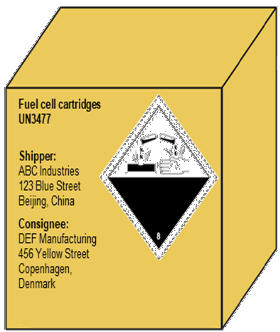 Fuel cell cartridges
UN3477
Shipper:
ABC Industries
123 Blue Street
Beijing, China
Consignee:
DEF Manufacturing
456 Yellow Street
Copenhagen,
Denmark
8